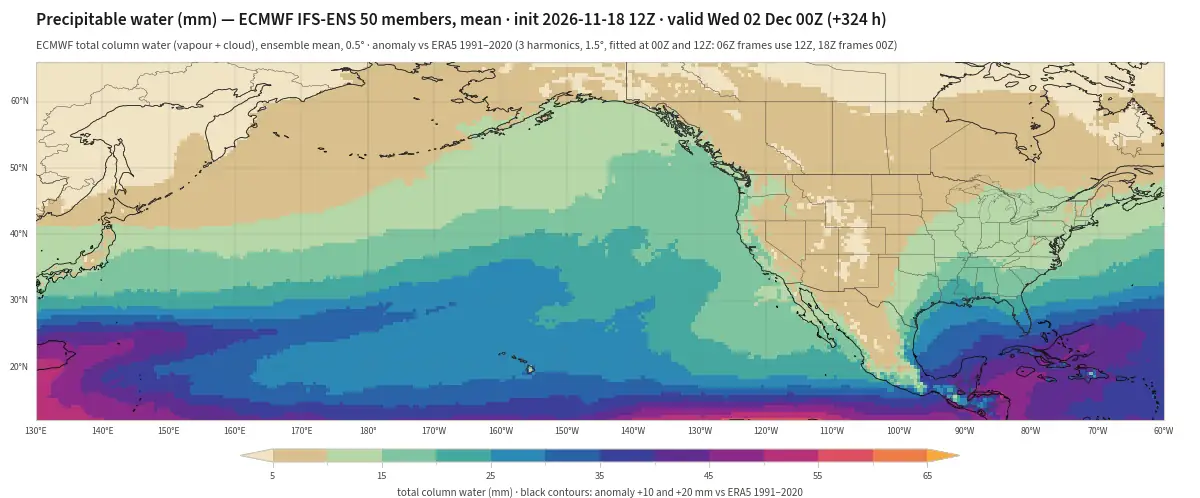 Precipitable water (mm) — ECMWF IFS-ENS 50 members, mean · init 2026-11-18 12Z · valid Wed 02 Dec 00Z (+324 h)
ECMWF total column water (vapour + cloud), ensemble mean, 0.5° · anomaly vs ERA5 1991–2020 (3 harmonics, 1.5°, fitted at 00Z and 12Z: 06Z frames use 12Z, 18Z frames 00Z)
60°N
50°N
40°N
30°N
20°N
130°E 140°E 150°E 160°E 170°E 180° 170°W 160°W 150°W 140°W 130°W 120°W 110°W 100°W 90°W 80°W 70°W 60°W
5 15 25 35 45 55 65
total column water (mm) · black contours: anomaly +10 and +20 mm vs ERA5 1991–2020